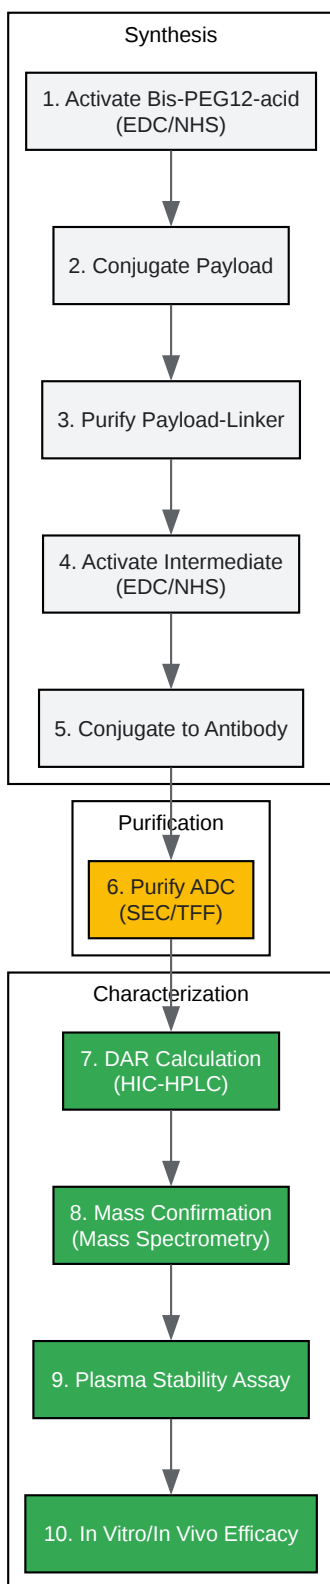 Synthesis
1. Activate Bis-PEG12-acid
(EDC/NHS)
2. Conjugate Payload
3. Purify Payload-Linker
4. Activate Intermediate
(EDC/NHS)
5. Conjugate to Antibody
Purification
6. Purify ADC
(SEC/TFF)
Characterization
7. DAR Calculation
(HIC-HPLC)
8. Mass Confirmation
(Mass Spectrometry)
9. Plasma Stability Assay
10. In Vitro/In Vivo Efficacy